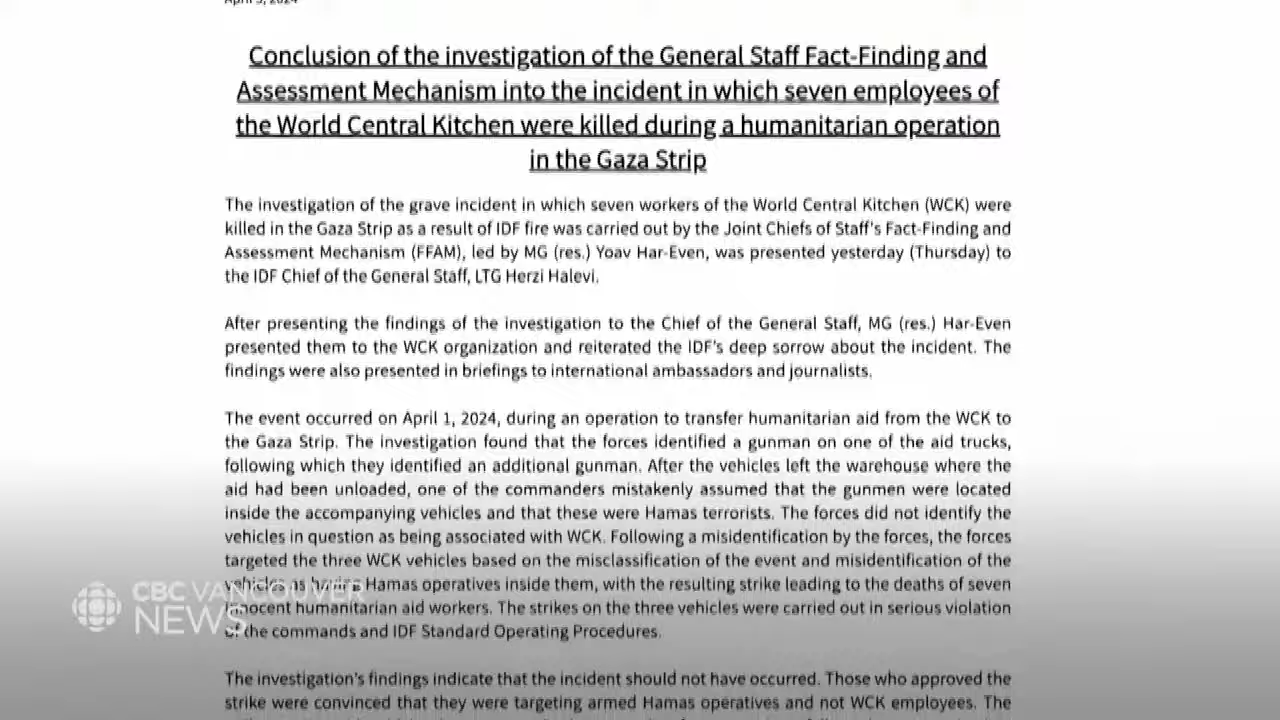 April 5, 2024
Conclusion of the investigation of the General Staff Fact-Finding and
Assessment Mechanism into the incident in which seven employees of
the World Central Kitchen were killed during a humanitarian operation
in the Gaza Strip
The investigation of the grave incident in which seven workers of the World Central Kitchen (WCK) were
killed in the Gaza Strip as a result of IDF fire was carried out by the Joint Chiefs of Staff's Fact-Finding and
Assessment Mechanism (FFAM), led by MG (res.) Yoav Har-Even, was presented yesterday (Thursday) to
the IDF Chief of the General Staff, LTG Herzi Halevi.
After presenting the findings of the investigation to the Chief of the General Staff, MG (res.) Har-Even
presented them to the WCK organization and reiterated the IDF's deep sorrow about the incident. The
findings were also presented in briefings to international ambassadors and journalists.
The event occurred on April 1, 2024, during an operation to transfer humanitarian aid from the WCK to
the Gaza Strip. The investigation found that the forces identified a gunman on one of the aid trucks,
following which they identified an additional gunman. After the vehicles left the warehouse where the
aid had been unloaded, one of the commanders mistakenly assumed that the gunmen were located
inside the accompanying vehicles and that these were Hamas terrorists. The forces did not identify the
vehicles in question as being associated with WCK. Following a misidentification by the forces, the forces
targeted the three WCK vehicles based on the misclassification of the event and misidentification of the
vehicles as having Hamas operatives inside them, with the resulting strike leading to the deaths of seven
innocent humanitarian aid workers. The strikes on the three vehicles were carried out in serious violation
of the commands and IDF Standard Operating Procedures.
The investigation's findings indicate that the incident should not have occurred. Those who approved the
strike were convinced that they were targeting armed Hamas operatives and not WCK employees. The
CBC VANCOUVER
NEWS